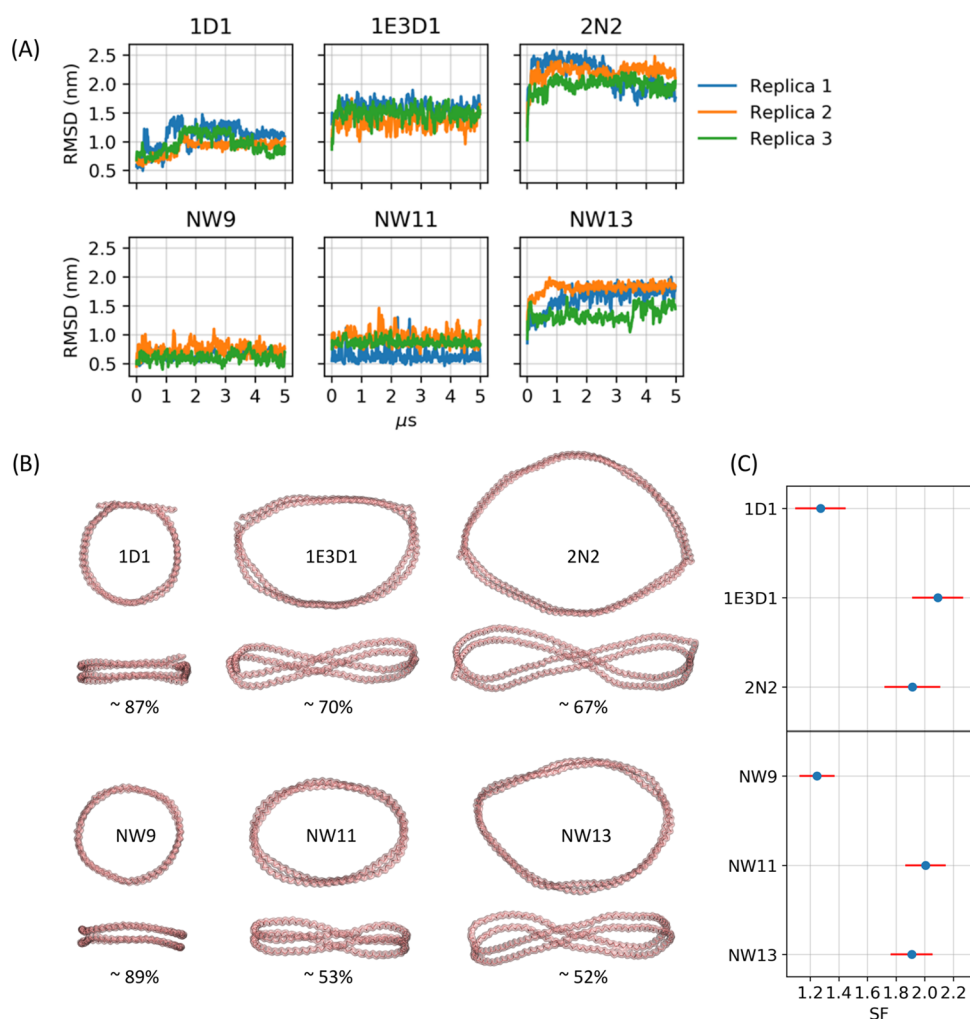 (A)
1D1 1E3D1 2N2
RMSD (nm)
2.5
2.0
1.5
1.0
0.5
Replica 1
Replica 2
Replica 3
NW9 NW11 NW13
RMSD (nm)
2.5
2.0
1.5
1.0
0.5
0 1 2 3 4 5 0 1 2 3 4 5 0 1 2 3 4 5
μs
(B)
1D1 1E3D1 2N2
~ 87% ~ 70% ~ 67%
NW9 NW11 NW13
~ 89% ~ 53% ~ 52%
(C)
1D1
1E3D1
2N2
NW9
NW11
NW13
1.2 1.4 1.6 1.8 2.0 2.2
SF